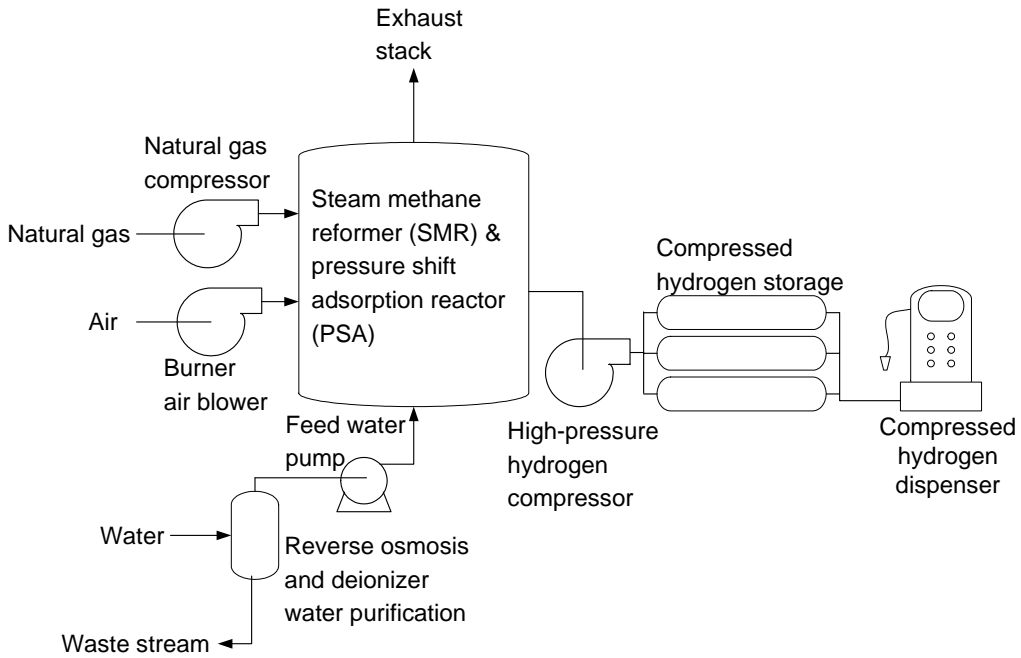 Exhaust
stack
Natural gas
compressor
Natural gas
Steam methane
reformer (SMR) &
pressure shift
adsorption reactor
(PSA)
Air
Burner
air blower
Compressed
hydrogen storage
Feed water
pump
High-pressure
hydrogen
compressor
Compressed
hydrogen
dispenser
Water
Reverse osmosis
and deionizer
water purification
Waste stream